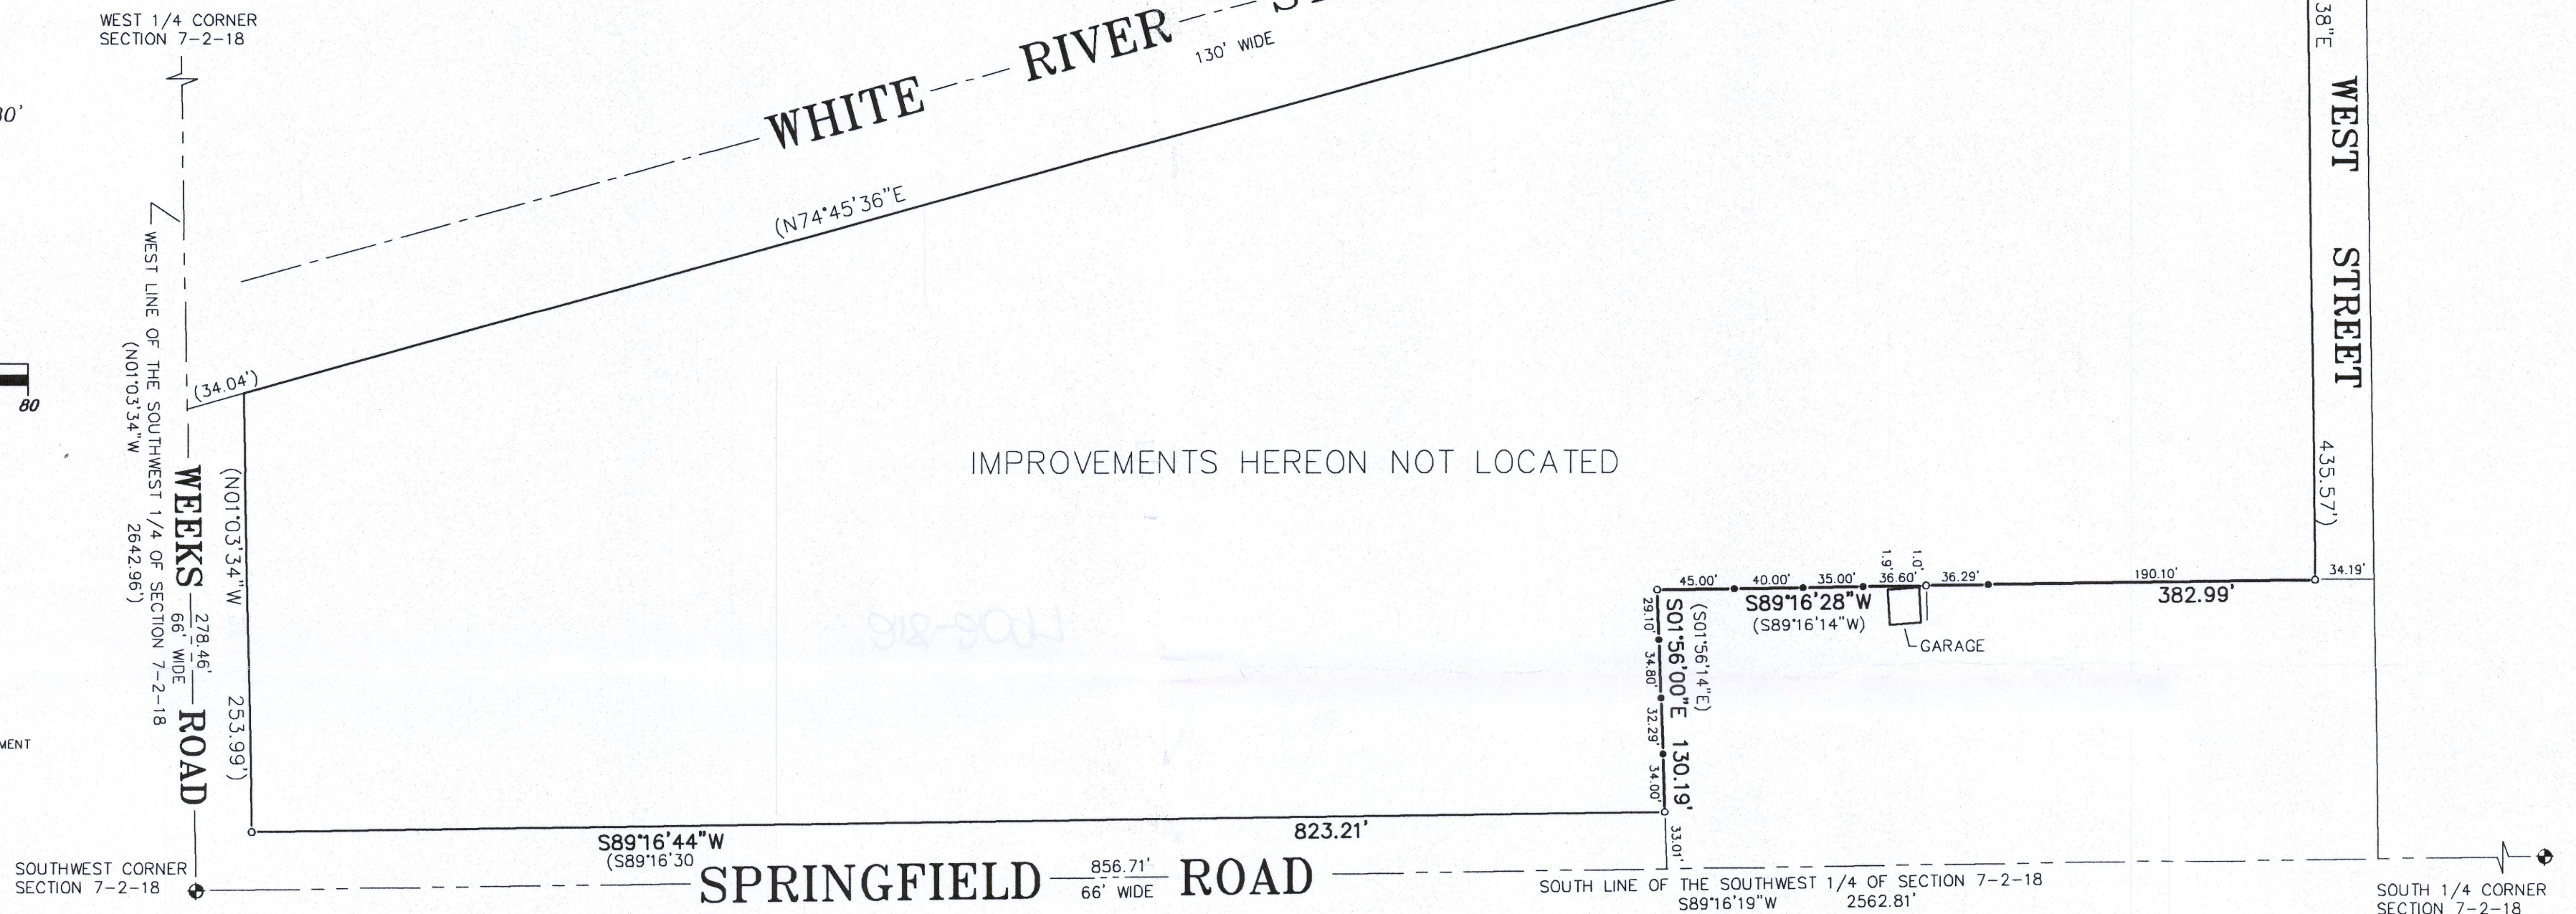 WEST 1/4 CORNER
SECTION 7-2-18
WHITE RIVER
130' WIDE
38"E
WEST STREET
435.57')
80
(N74°45'36"E
(34.04')
WEST LINE OF THE SOUTHWEST 1/4 OF SECTION 7-2-18
(N01°03'34"W 2642.96')
WEEKS ROAD
278.46'
66' WIDE
(N01°03'34"W 253.99')
IMPROVEMENTS HEREON NOT LOCATED
45.00' 40.00' 35.00' 36.60' 36.29' 190.10' 34.19'
1.9' 1.0'
S89°16'28"W 382.99'
(S89°16'14"W)
GARAGE
29.10' 34.80' 32.29' 34.00'
S01°56'00"E 130.19'
(S01°56'14"E)
33.01'
MENT
S89°16'44"W 823.21'
(S89°16'30
SPRINGFIELD ROAD
856.71'
66' WIDE
SOUTHWEST CORNER
SECTION 7-2-18
SOUTH LINE OF THE SOUTHWEST 1/4 OF SECTION 7-2-18
S89°16'19"W 2562.81'
SOUTH 1/4 CORNER
SECTION 7-2-18